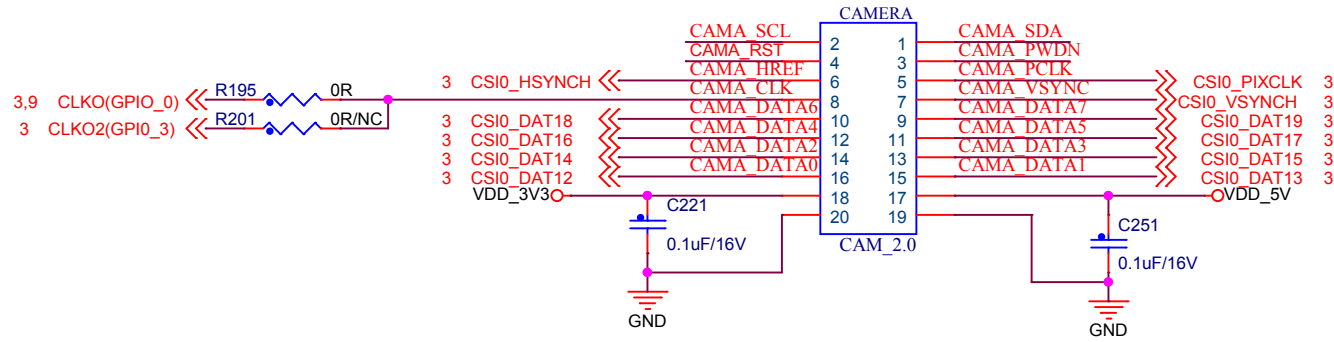 CAMERA
CAMA_SCL 2 1 CAMA_SDA
CAMA_RST 4 3 CAMA_PWDN
3 CSI0_HSYNCH CAMA_HREF 6 5 CAMA_PCLK CSI0_PIXCLK 3
3,9 CLKO(GPIO_0) R195 0R CAMA_CLK 8 7 CAMA_VSYNC CSI0_VSYNCH 3
3 CSI0_DAT18 CAMA_DATA6 10 9 CAMA_DATA7 CSI0_DAT19 3
3 CLKO2(GPI0_3) R201 0R/NC
3 CSI0_DAT16 CAMA_DATA4 12 11 CAMA_DATA5 CSI0_DAT17 3
3 CSI0_DAT14 CAMA_DATA2 14 13 CAMA_DATA3 CSI0_DAT15 3
3 CSI0_DAT12 CAMA_DATA0 16 15 CAMA_DATA1 CSI0_DAT13 3
VDD_3V3 18 17 VDD_5V
C221 20 19 C251
0.1uF/16V CAM_2.0 0.1uF/16V
GND GND